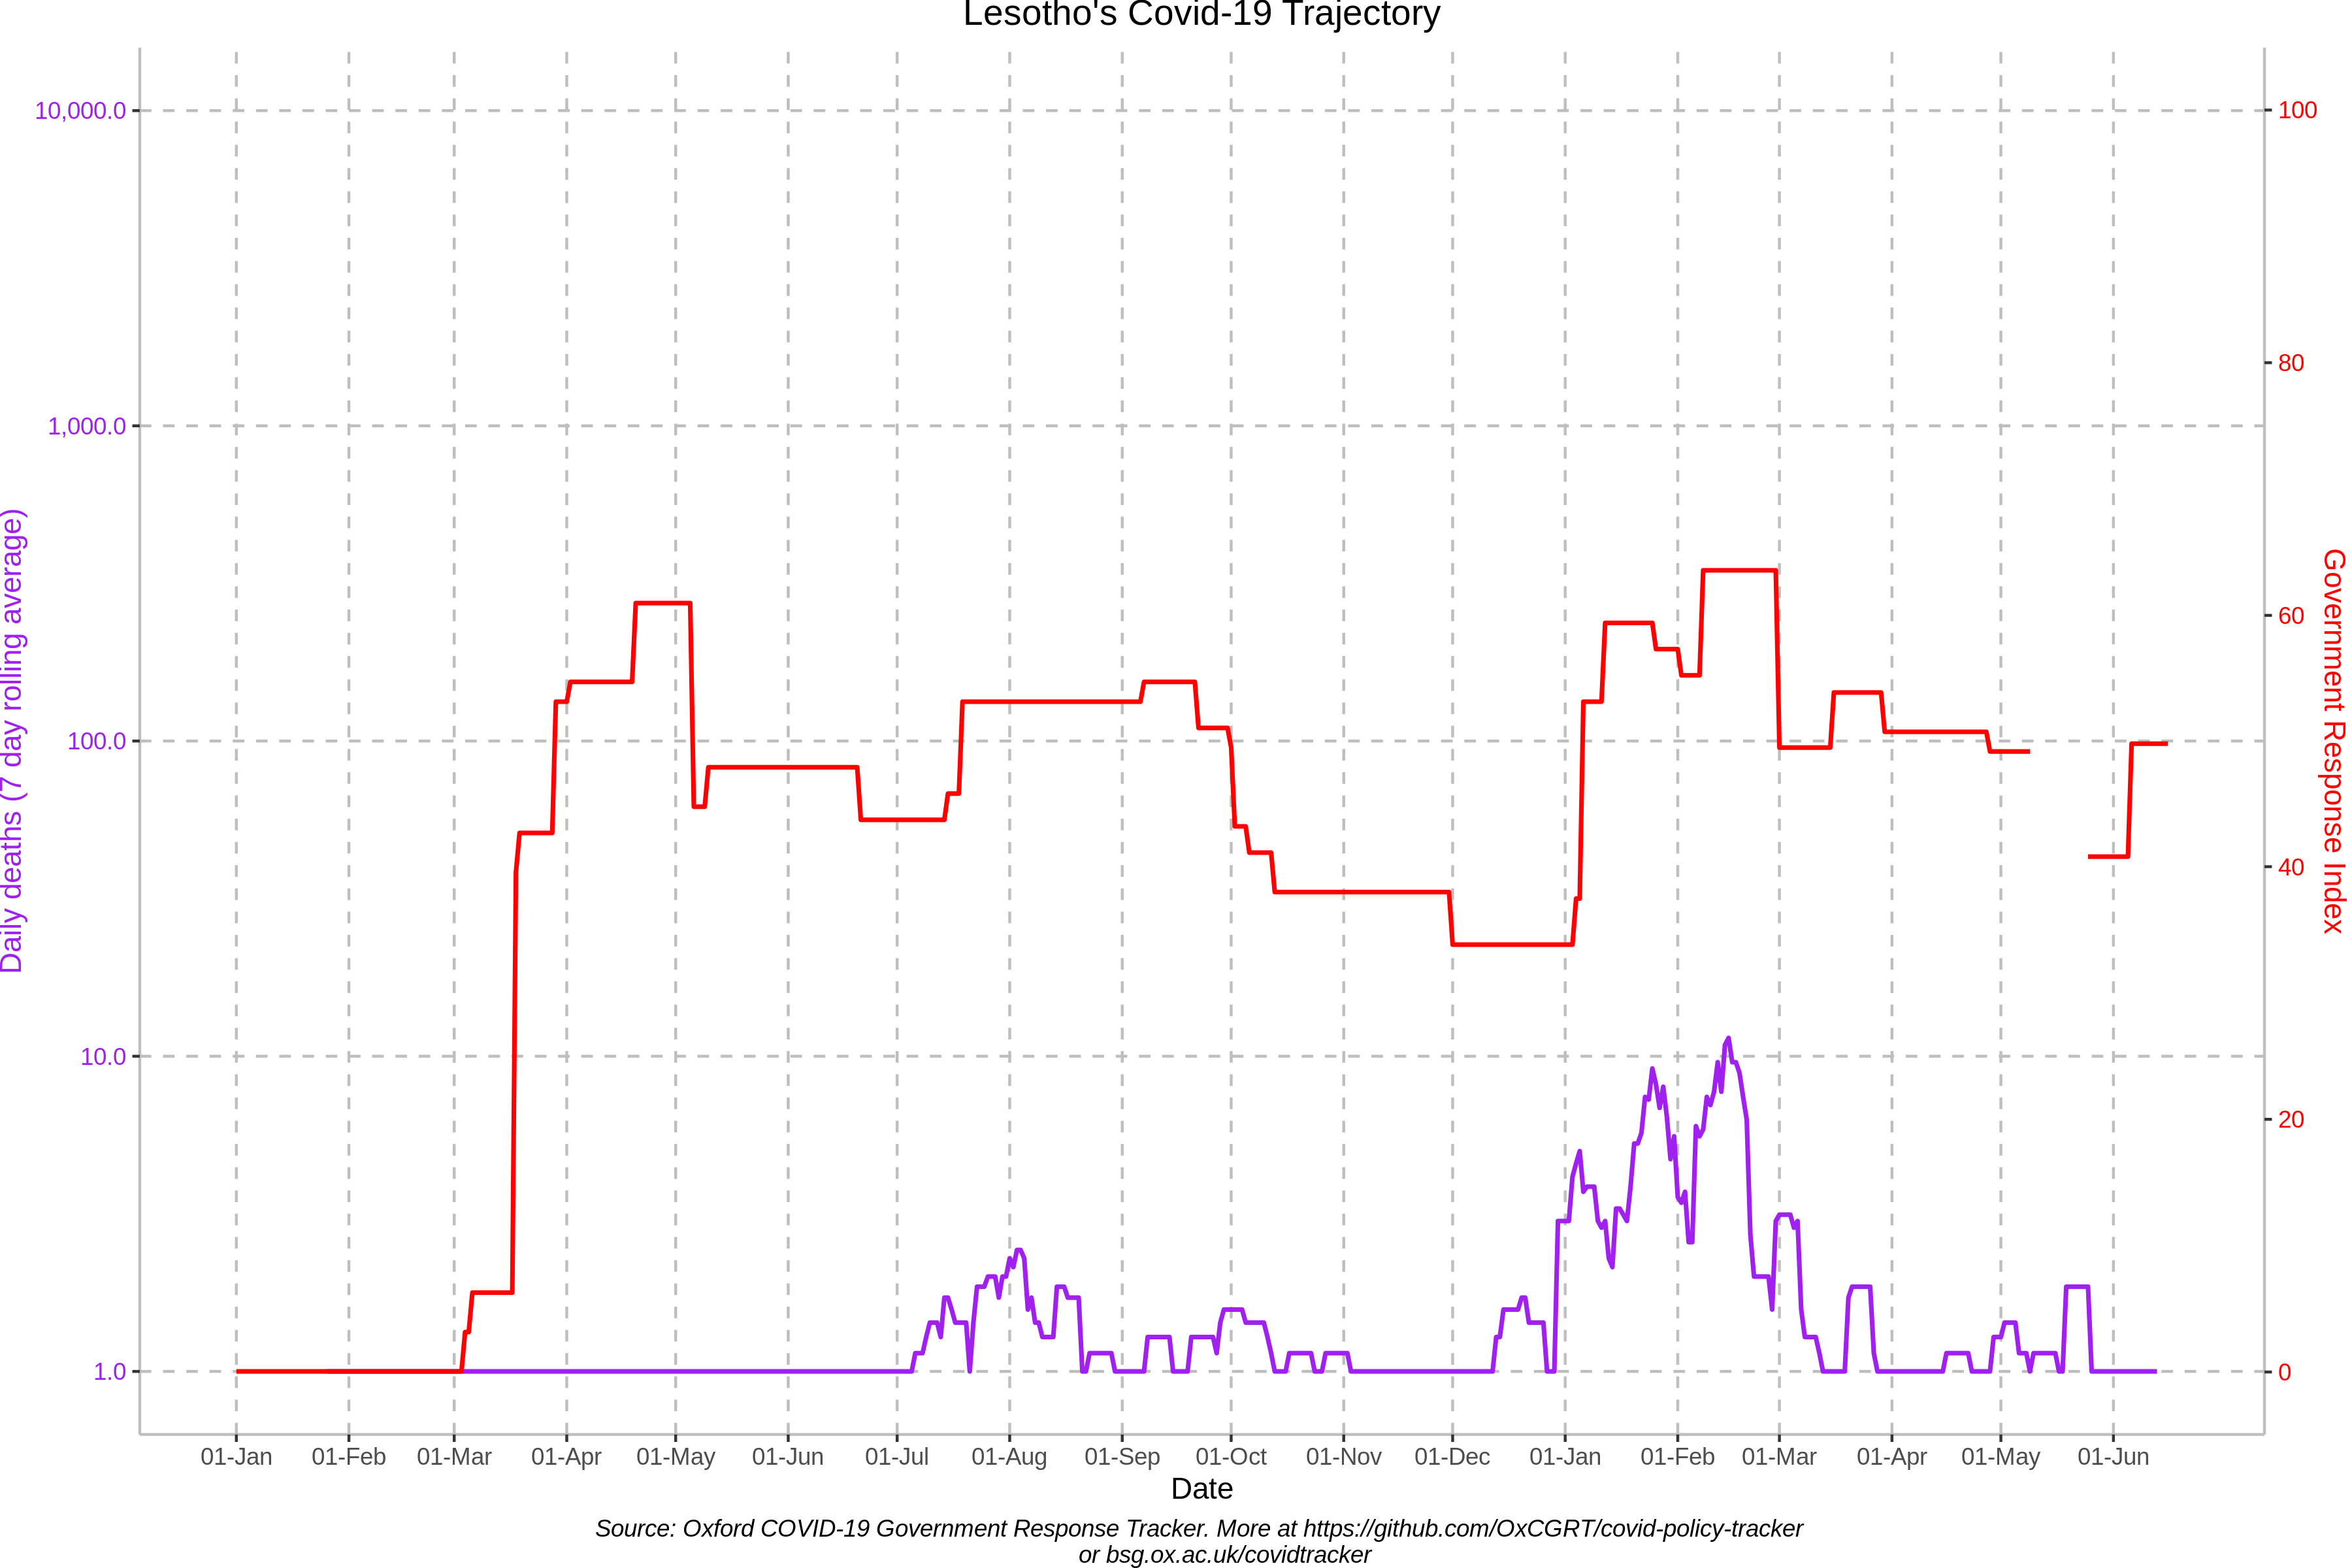 Lesotho's Covid-19 Trajectory
10,000.0
1,000.0
100.0
10.0
1.0
Daily deaths (7 day rolling average)
100
80
60
40
20
0
Government Response Index
01-Jan 01-Feb 01-Mar 01-Apr 01-May 01-Jun 01-Jul 01-Aug 01-Sep 01-Oct 01-Nov 01-Dec 01-Jan 01-Feb 01-Mar 01-Apr 01-May 01-Jun
Date
Source: Oxford COVID-19 Government Response Tracker. More at https://github.com/OxCGRT/covid-policy-tracker
or bsg.ox.ac.uk/covidtracker